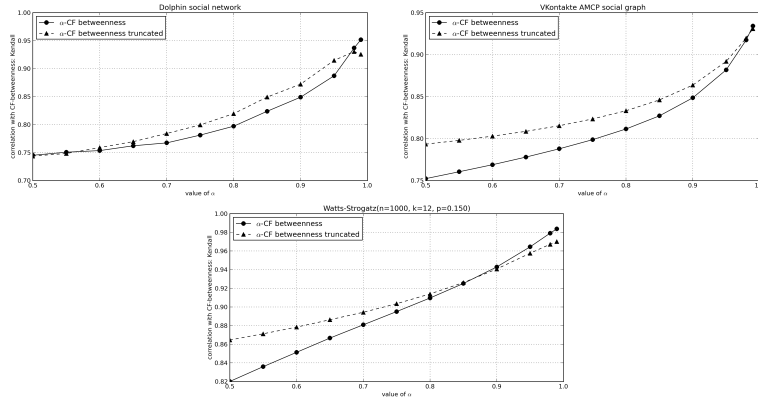 Dolphin social network
α-CF betweenness
α-CF betweenness truncated
correlation with CF-betweenness: Kendall
1.00
0.95
0.90
0.85
0.80
0.75
0.70
0.5 0.6 0.7 0.8 0.9 1.0
value of α
VKontakte AMCP social graph
α-CF betweenness
α-CF betweenness truncated
correlation with CF-betweenness: Kendall
0.95
0.90
0.85
0.80
0.75
0.5 0.6 0.7 0.8 0.9
value of α
Watts-Strogatz(n=1000, k=12, p=0.150)
α-CF betweenness
α-CF betweenness truncated
correlation with CF-betweenness: Kendall
1.00
0.98
0.96
0.94
0.92
0.90
0.88
0.86
0.84
0.82
0.5 0.6 0.7 0.8 0.9 1.0
value of α